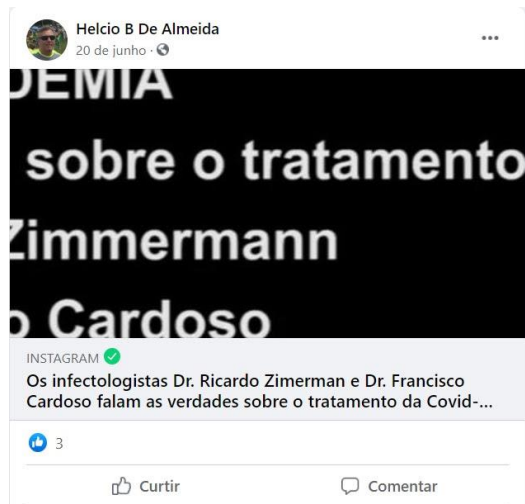 Helcio B De Almeida
20 de junho ·
DEMIA
sobre o tratamento
Zimmermann
o Cardoso
INSTAGRAM
Os infectologistas Dr. Ricardo Zimerman e Dr. Francisco
Cardoso falam as verdades sobre o tratamento da Covid-...
3
Curtir
Comentar